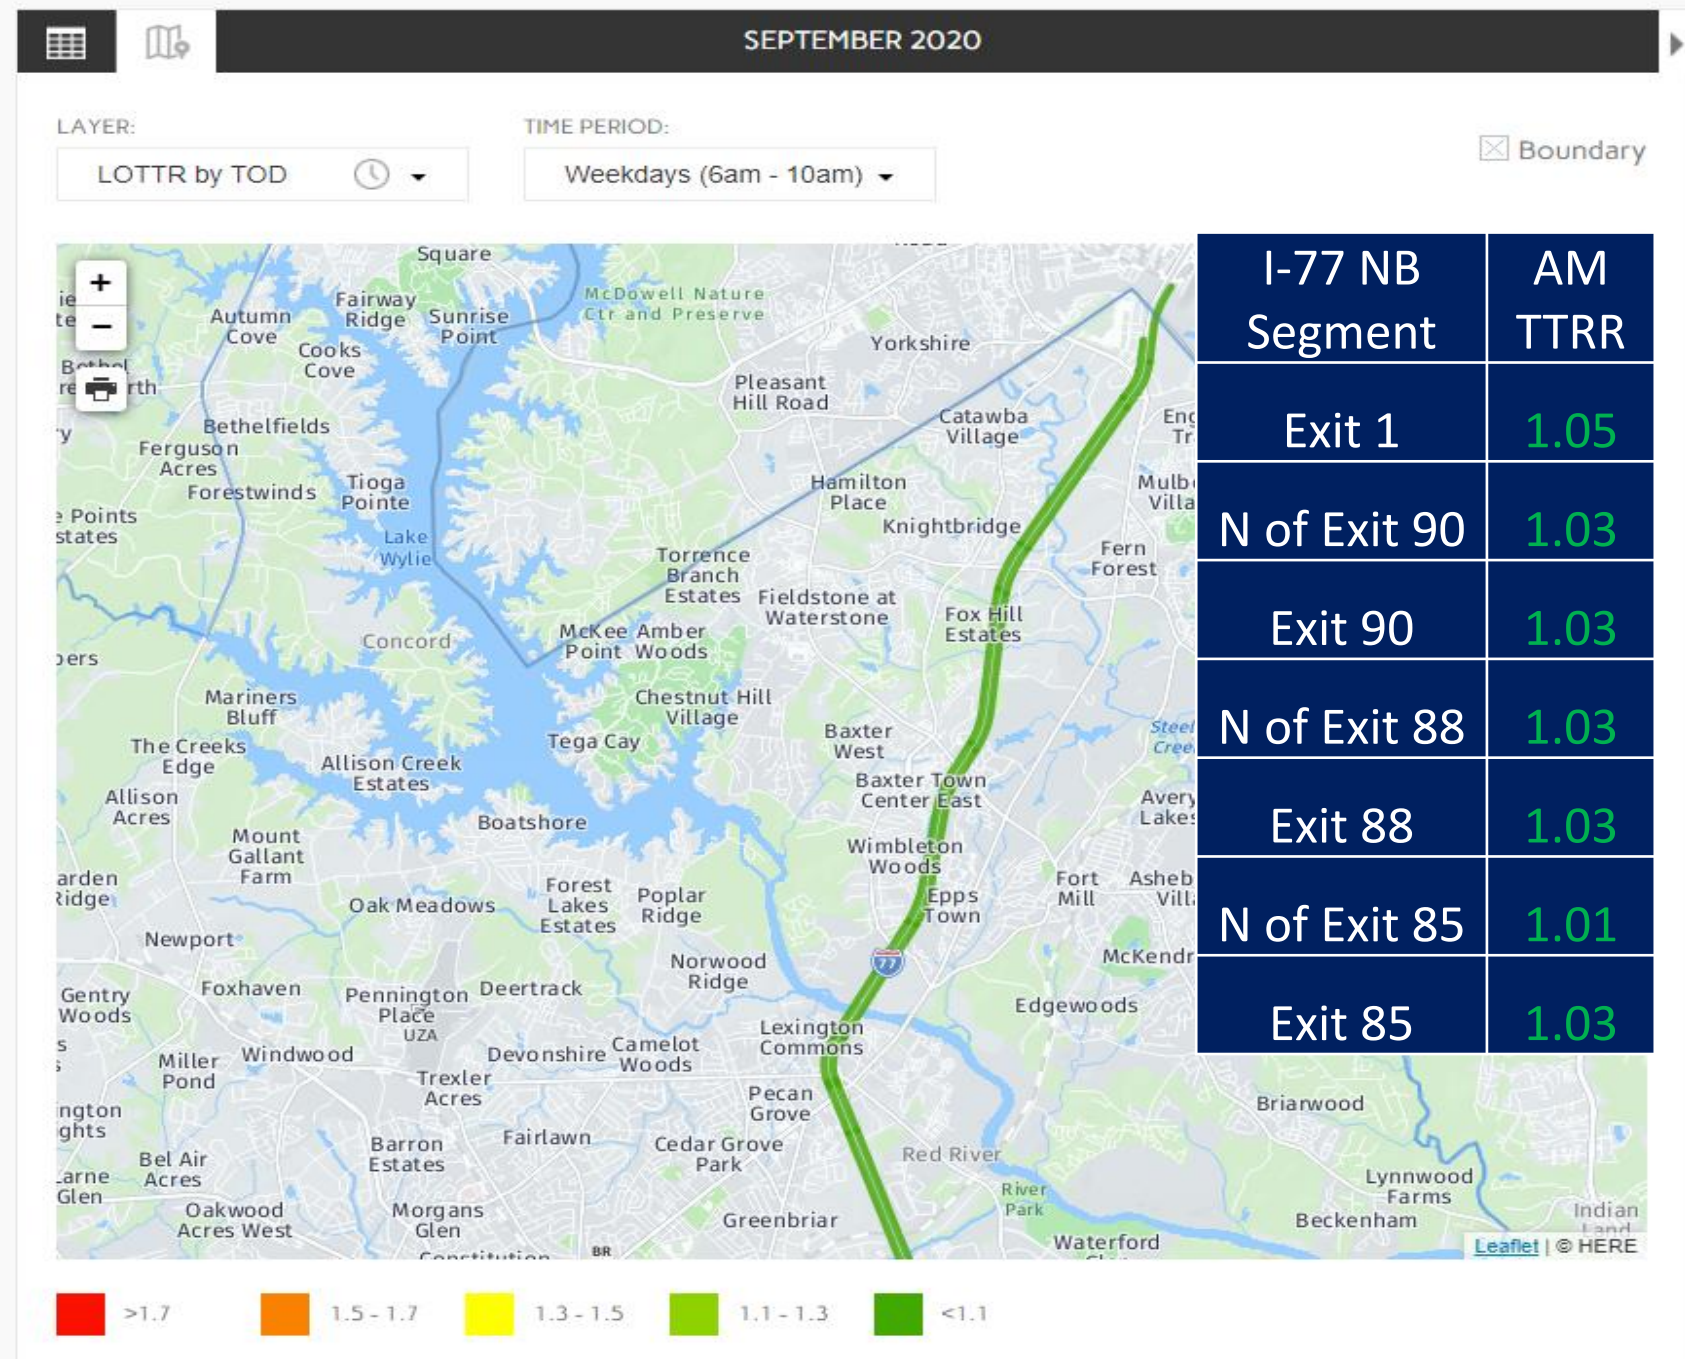 SEPTEMBER 2020
LAYER:
TIME PERIOD:
LOTTR by TOD
Weekdays (6am - 10am)
Boundary
+
−
Square
McDowell Nature
Ctr and Preserve
Fairway
Ridge
Sunrise
Point
Autumn
Cove
Cooks
Cove
Yorkshire
Pleasant
Hill Road
Bethelfields
Ferguson
Acres
Forestwinds
Tioga
Pointe
Catawba
Village
Hamilton
Place
Knightbridge
Lake
Wylie
Torrence
Branch
Estates
Fern
Forest
Fieldstone at
Waterstone
Fox Hill
Estates
Concord
McKee
Point
Amber
Woods
Mariners
Bluff
Chestnut Hill
Village
The Creeks
Edge
Allison Creek
Estates
Tega Cay
Baxter
West
Baxter Town
Center East
Allison
Acres
Boatshore
Mount
Gallant
Farm
Wimbleton
Woods
Oak Meadows
Forest
Lakes
Estates
Poplar
Ridge
Epps
Town
Fort
Mill
Newport
Norwood
Ridge
77
Gentry
Woods
Foxhaven
Pennington
Place
UZA
Deertrack
Edgewoods
Lexington
Commons
Miller
Pond
Windwood
Devonshire
Camelot
Woods
Trexler
Acres
Pecan
Grove
Briarwood
Barron
Estates
Fairlawn
Cedar Grove
Park
Red River
Bel Air
Acres
Lynnwood
Farms
River
Park
Oakwood
Acres West
Morgans
Glen
Greenbriar
Beckenham
Indian
Land
Waterford
BR
Leaflet | © HERE
I-77 NB Segment AM TTRR
Exit 1 1.05
N of Exit 90 1.03
Exit 90 1.03
N of Exit 88 1.03
Exit 88 1.03
N of Exit 85 1.01
Exit 85 1.03
>1.7
1.5 - 1.7
1.3 - 1.5
1.1 - 1.3
<1.1